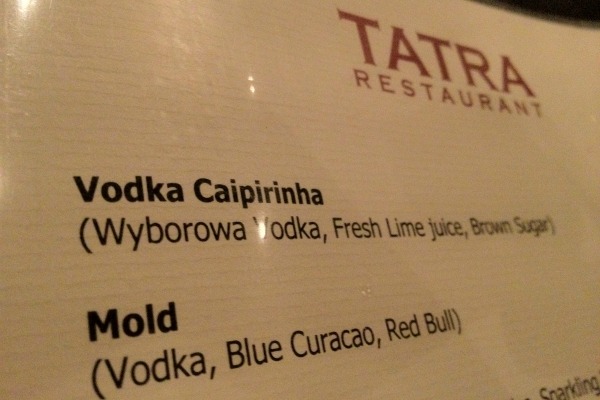 TATRA
RESTAURANT
Vodka Caipirinha
(Wyborowa Vodka, Fresh Lime juice, Brown Sugar)
Mold
(Vodka, Blue Curacao, Red Bull)
Sparkling